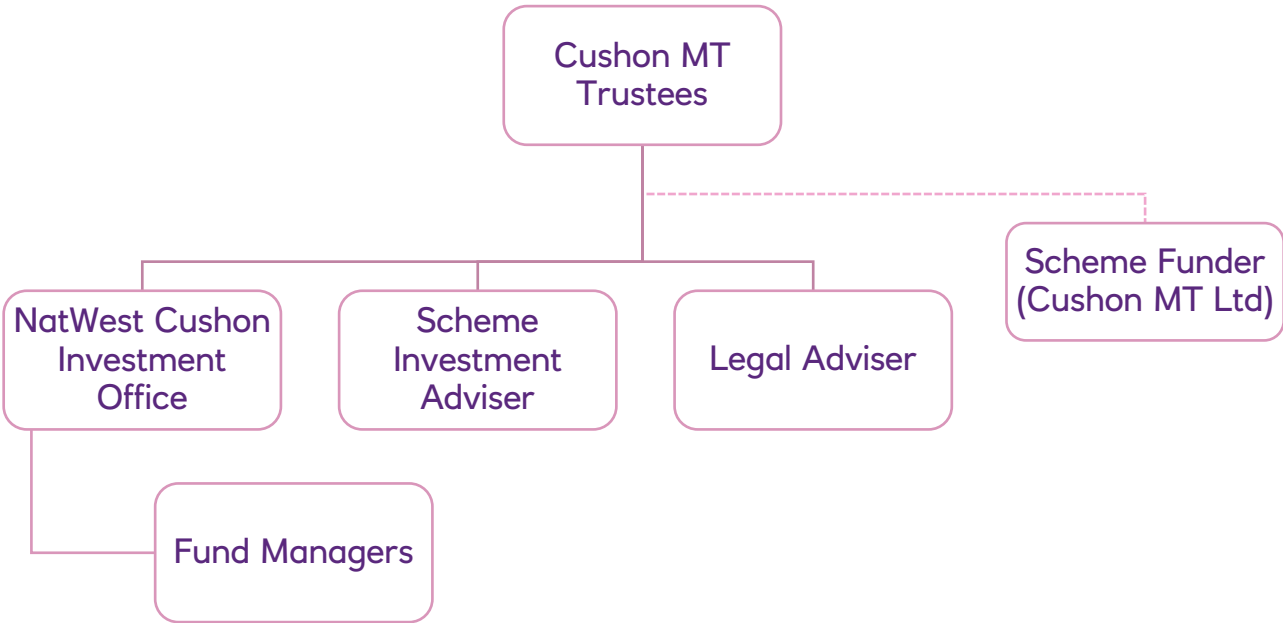 Cushon MT
Trustees
Scheme Funder
(Cushon MT Ltd)
NatWest Cushon
Investment
Office
Scheme
Investment
Adviser
Legal Adviser
Fund Managers